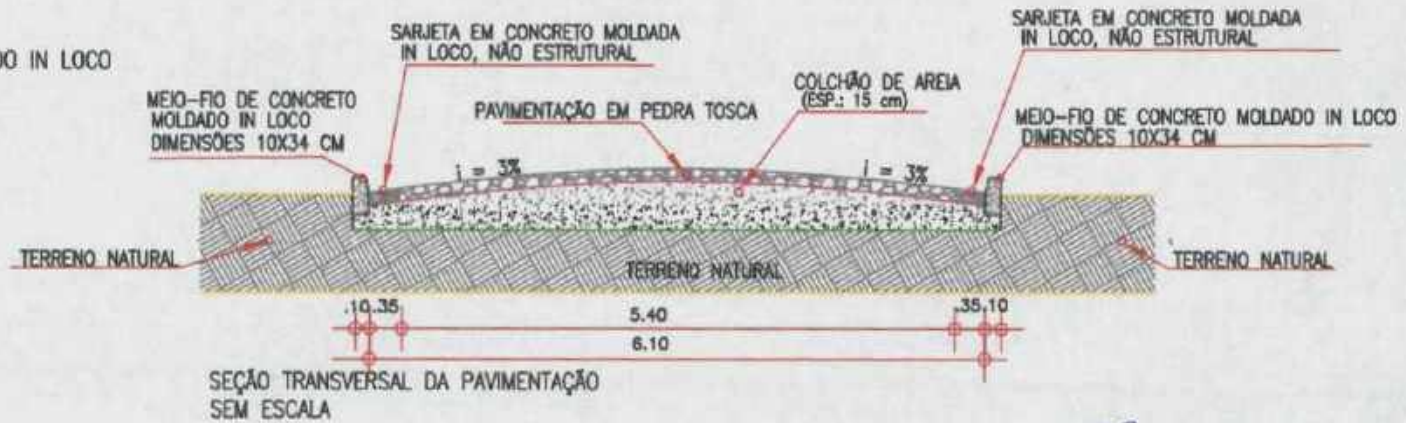 SARJETA EM CONCRETO MOLDADA
IN LOCO, NÃO ESTRUTURAL
SARJETA EM CONCRETO MOLDADA
IN LOCO, NÃO ESTRUTURAL
IN LOCO
MEIO-FIO DE CONCRETO
MOLDADO IN LOCO
DIMENSÕES 10X34 CM
PAVIMENTAÇÃO EM PEDRA TOSCA
COLCHÃO DE AREIA
(ESP.: 15 cm)
MEIO-FIO DE CONCRETO MOLDADO IN LOCO
DIMENSÕES 10X34 CM
i = 3%
i = 3%
TERRENO NATURAL
TERRENO NATURAL
TERRENO NATURAL
.10 .35
5.40
.35 .10
6.10
SEÇÃO TRANSVERSAL DA PAVIMENTAÇÃO
SEM ESCALA